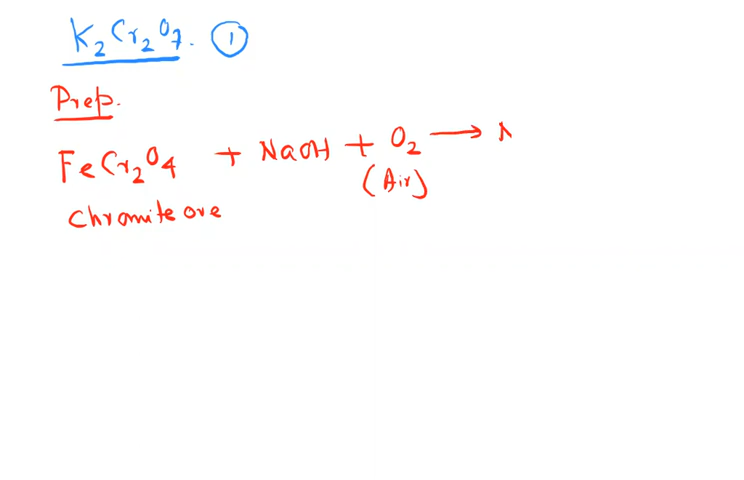 K₂Cr₂O₇. ①
Prep.
FeCr₂O₄ + NaOH + O₂ ⟶
(Air)
Chromite ore